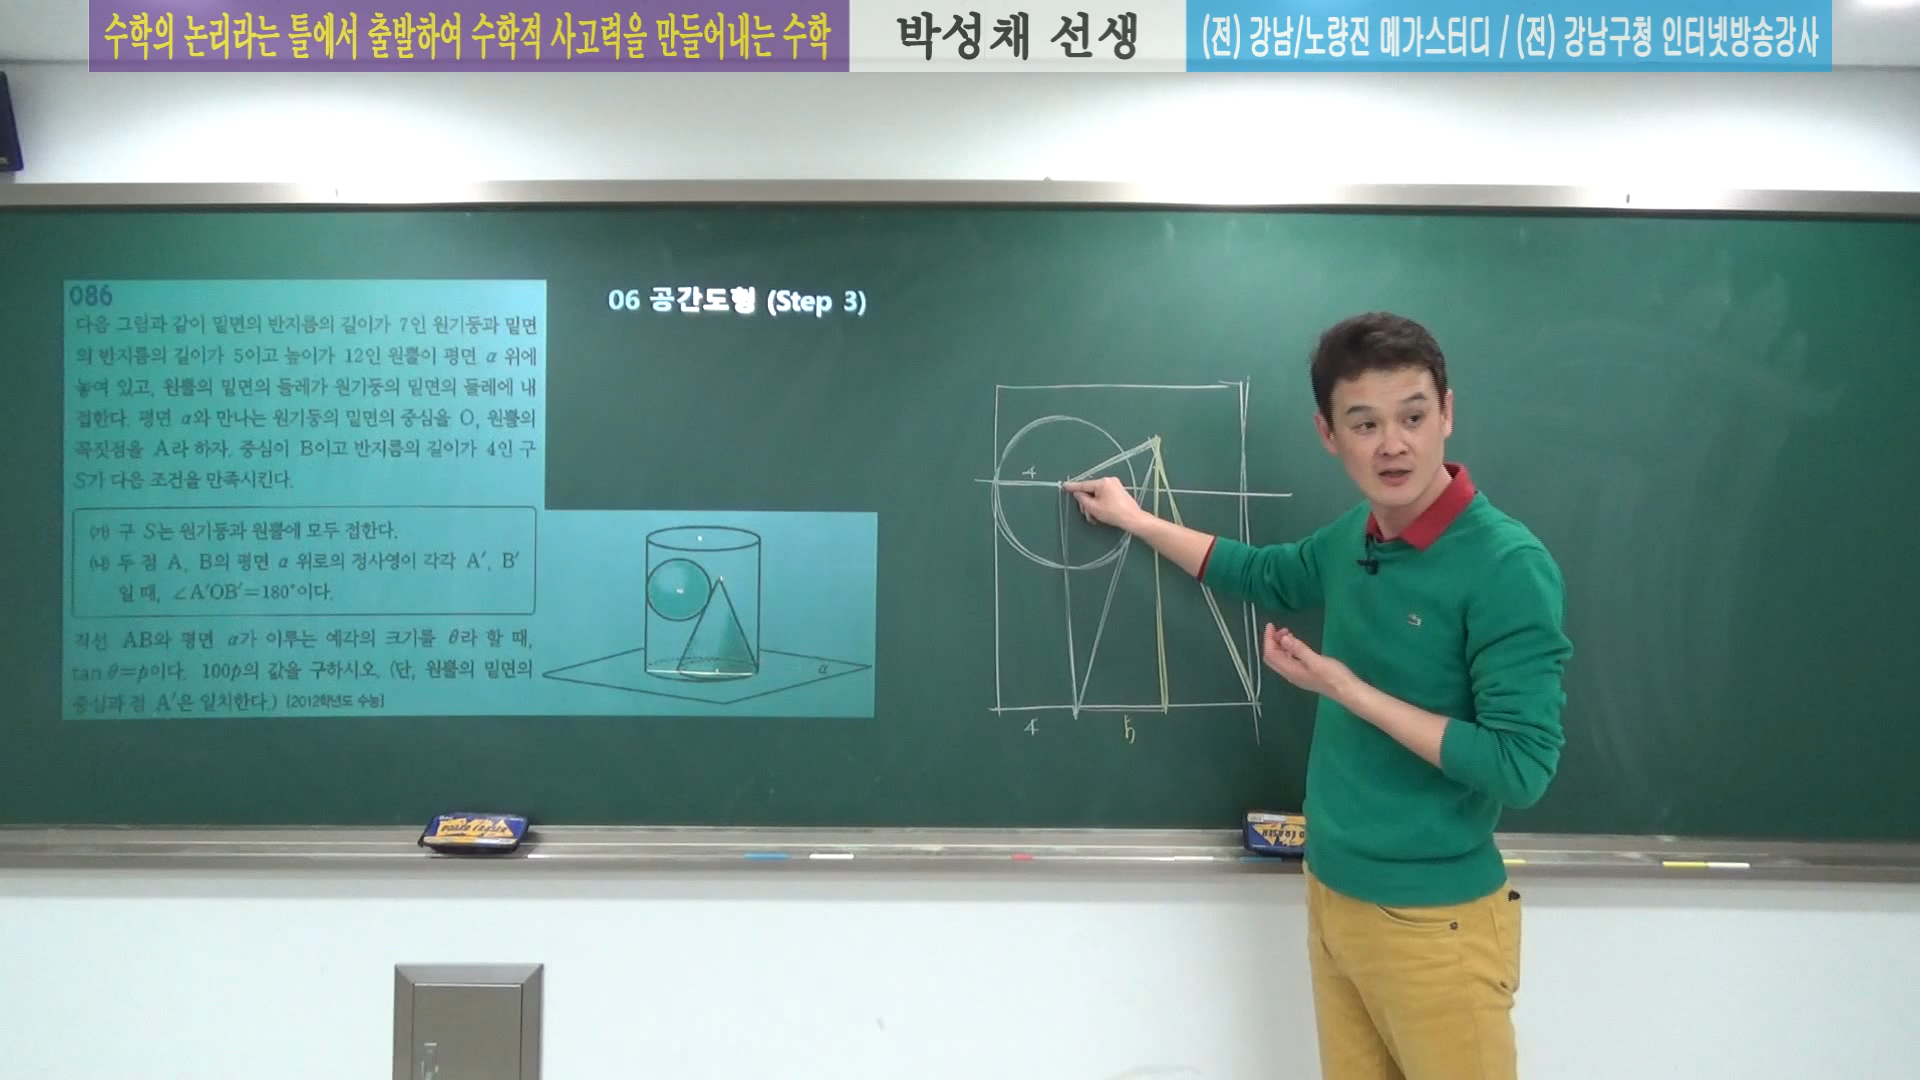 수학의 논리라는 틀에서 출발하여 수학적 사고력을 만들어내는 수학
박성채 선생
(전) 강남/노량진 메가스터디 / (전) 강남구청 인터넷방송강사
086
다음 그림과 같이 밑면의 반지름의 길이가 7인 원기둥과 밑면
의 반지름의 길이가 5이고 높이가 12인 원뿔이 평면 α 위에
놓여 있고, 원뿔의 밑면의 둘레가 원기둥의 밑면의 둘레에 내
접한다. 평면 α와 만나는 원기둥의 밑면의 중심을 O, 원뿔의
꼭짓점을 A라 하자. 중심이 B이고 반지름의 길이가 4인 구
S가 다음 조건을 만족시킨다.
(가) 구 S는 원기둥과 원뿔에 모두 접한다.
(나) 두 점 A, B의 평면 α 위로의 정사영이 각각 A′, B′
일 때, ∠A′OB′=180°이다.
직선 AB와 평면 α가 이루는 예각의 크기를 θ라 할 때,
tan θ=p이다. 100p의 값을 구하시오. (단, 원뿔의 밑면의
중심과 점 A′은 일치한다.) [2012학년도 수능]
α
06 공간도형 (Step 3)
4
4
5
BOARD ERASER